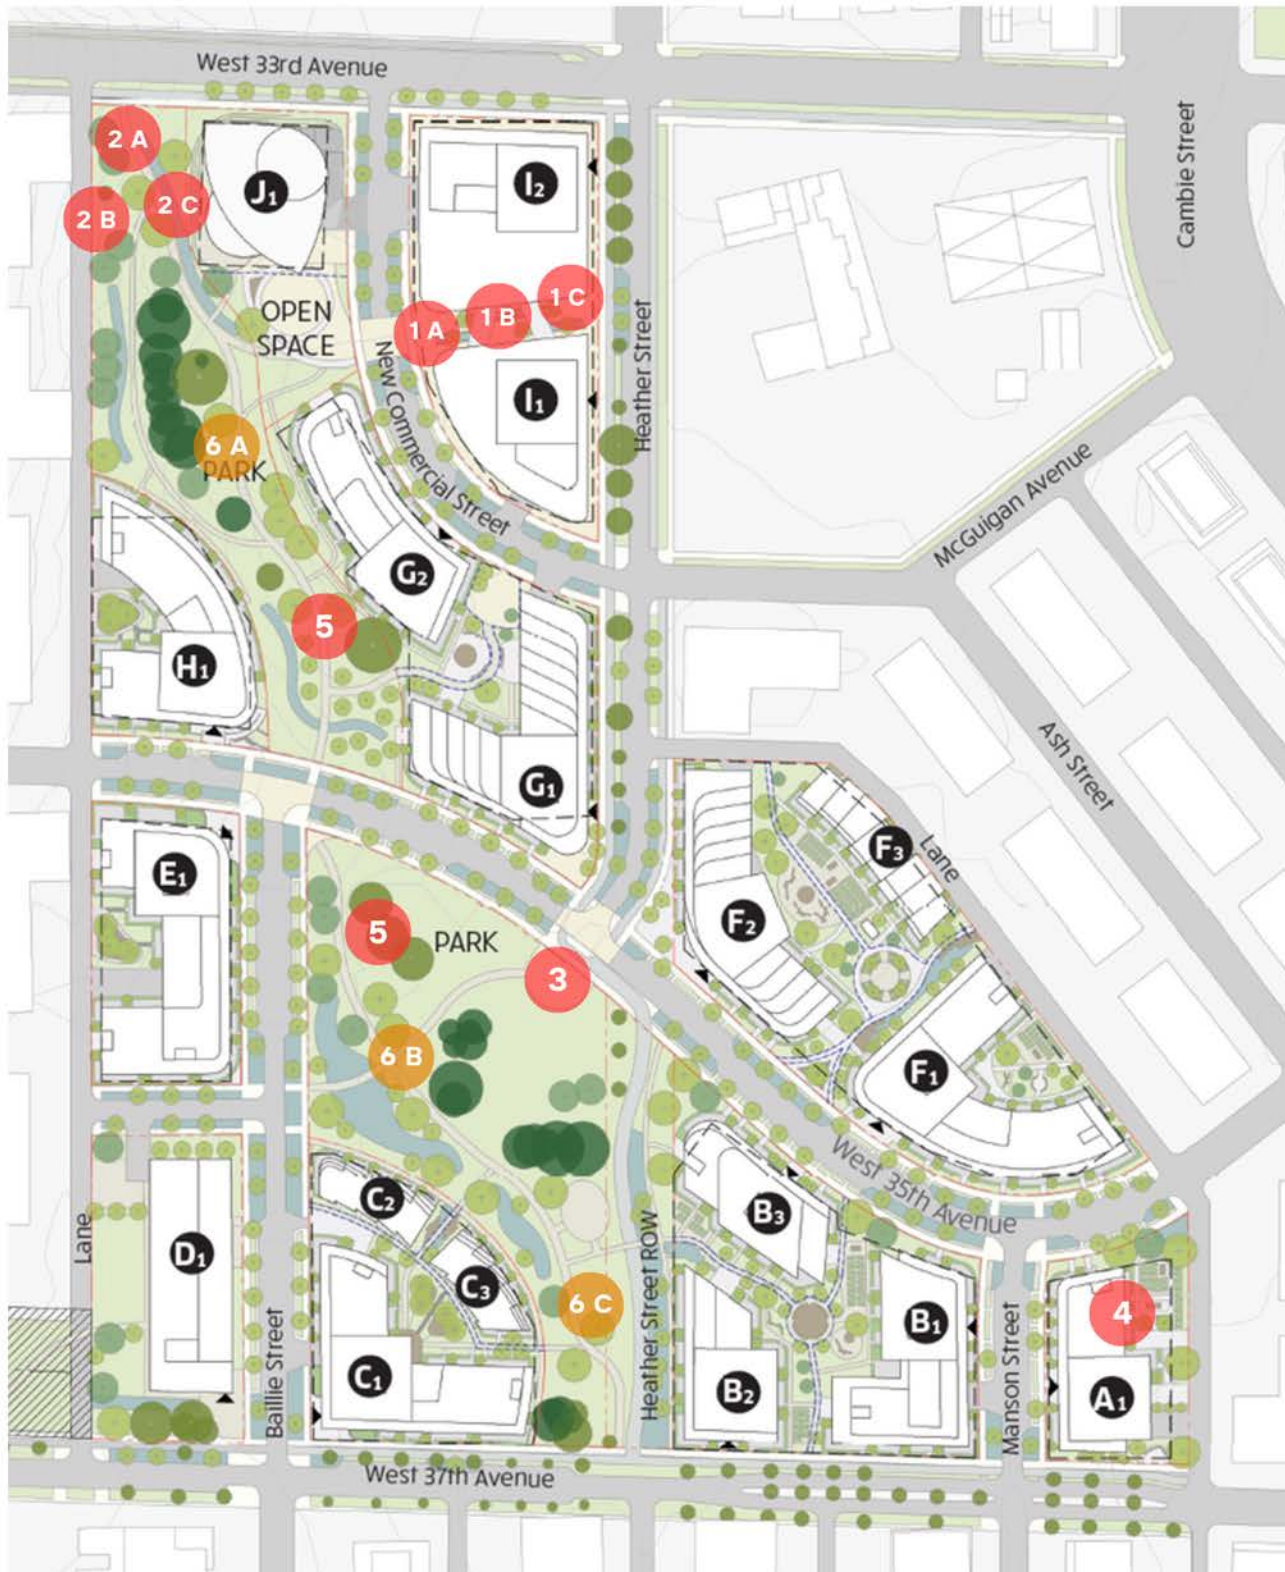 West 33rd Avenue
Cambie Street
2 A
2 B
2 C
J1
I2
OPEN
SPACE
1 A
1 B
1 C
Heather Street
New Commercial Street
I1
6 A
PARK
McGuigan Avenue
G2
5
H1
Ash Street
G1
E1
F3
Lane
F2
5
PARK
3
6 B
F1
West 35th Avenue
C2
B3
Lane
D1
C3
6 C
Heather Street ROW
B1
4
Baillie Street
Manson Street
C1
B2
A1
West 37th Avenue